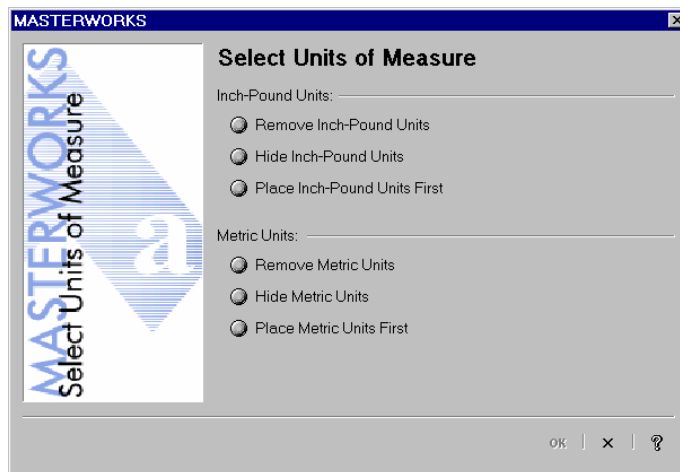 MASTERWORKS
MASTERWORKS
Select Units of Measure
a
Select Units of Measure
Inch-Pound Units:
Remove Inch-Pound Units
Hide Inch-Pound Units
Place Inch-Pound Units First
Metric Units:
Remove Metric Units
Hide Metric Units
Place Metric Units First
OK
?